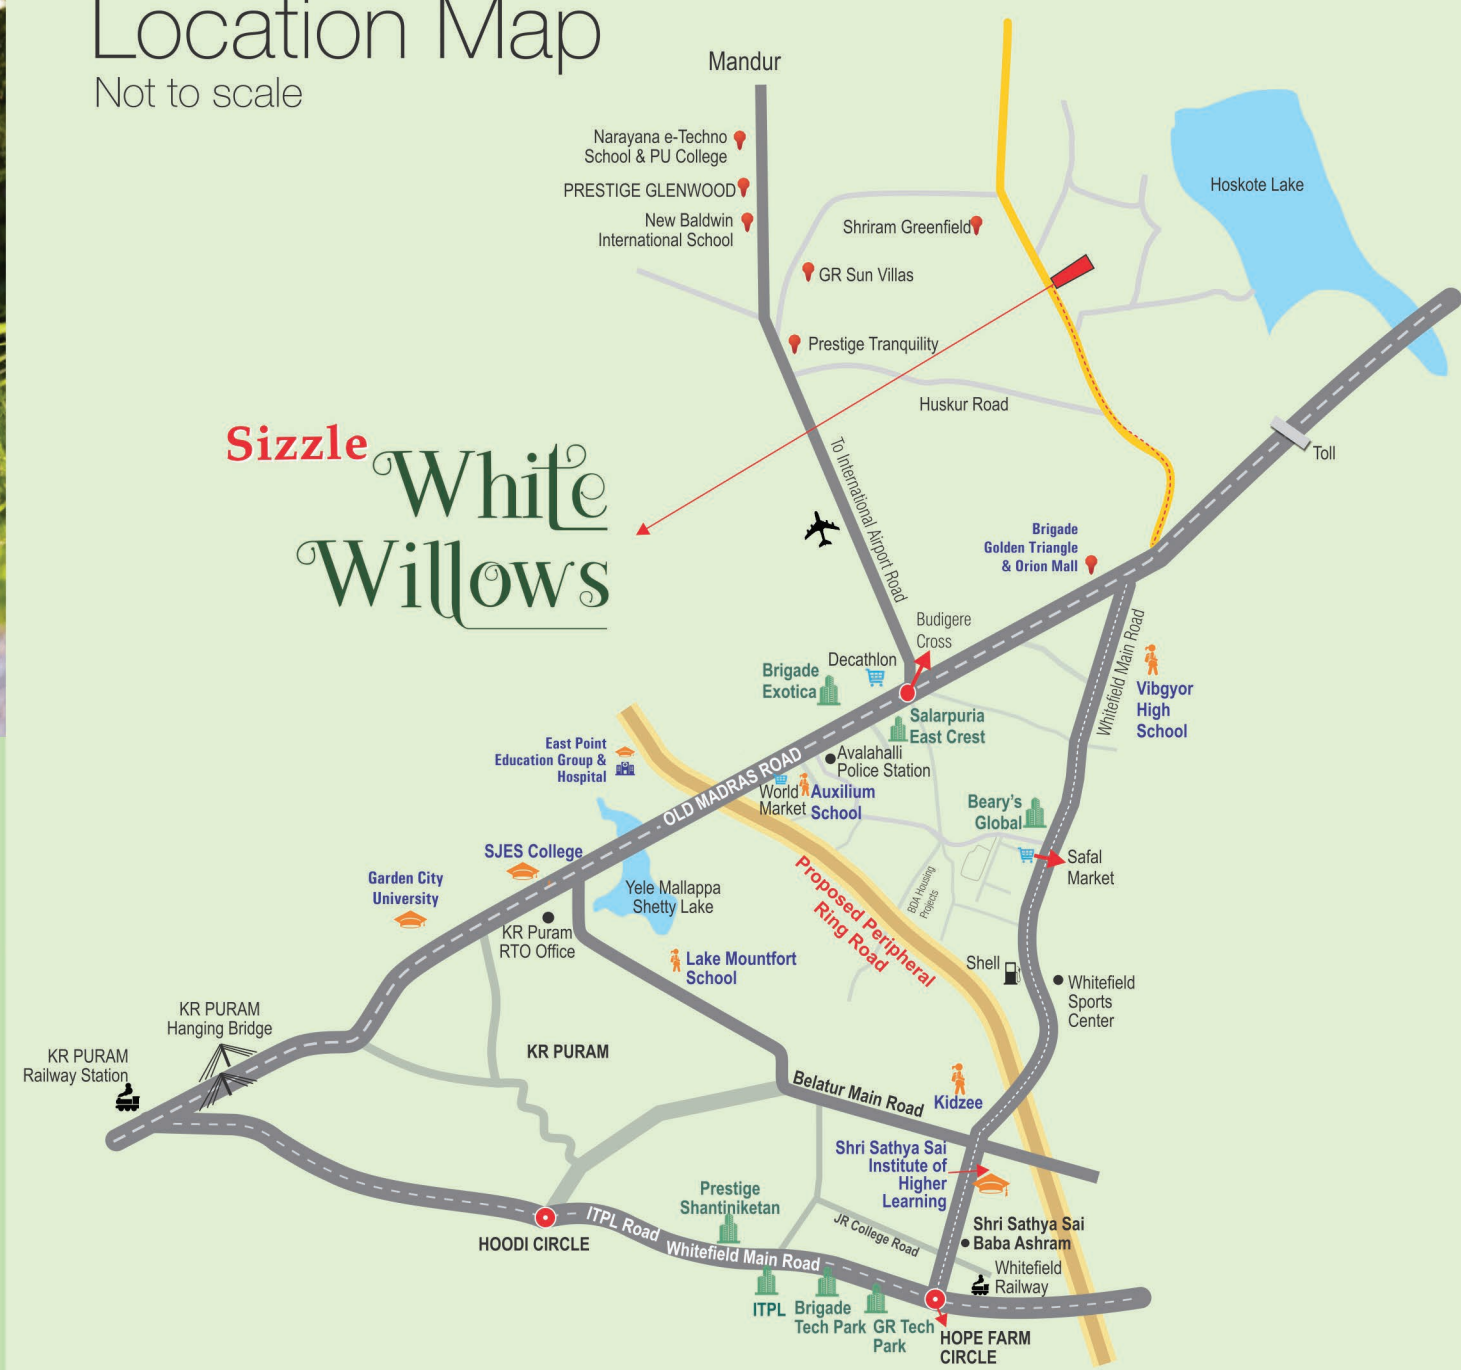 Location Map
Not to scale
Mandur
Narayana e-Techno
School & PU College
PRESTIGE GLENWOOD
New Baldwin
International School
Shriram Greenfield
GR Sun Villas
Prestige Tranquility
Hoskote Lake
Huskur Road
Toll
Sizzle
White
Willows
To International Airport Road
Brigade
Golden Triangle
& Orion Mall
Budigere
Cross
Decathlon
Brigade
Exotica
Whitefield Main Road
Vibgyor
High
School
Salarpuria
East Crest
East Point
Education Group &
Hospital
OLD MADRAS ROAD
Avalahalli
Police Station
World
Market
Auxilium
School
Beary's
Global
Safal
Market
SJES College
Garden City
University
Yele Mallappa
Shetty Lake
Proposed Peripheral
Ring Road
BDA Housing
Projects
KR Puram
RTO Office
Lake Mountfort
School
Shell
Whitefield
Sports
Center
KR PURAM
Hanging Bridge
KR PURAM
Railway Station
KR PURAM
Belatur Main Road
Kidzee
Shri Sathya Sai
Institute of
Higher
Learning
Prestige
Shantiniketan
HOODI CIRCLE
ITPL Road
Whitefield Main Road
JR College Road
Shri Sathya Sai
Baba Ashram
Whitefield
Railway
ITPL
Brigade
Tech Park
GR Tech
Park
HOPE FARM
CIRCLE